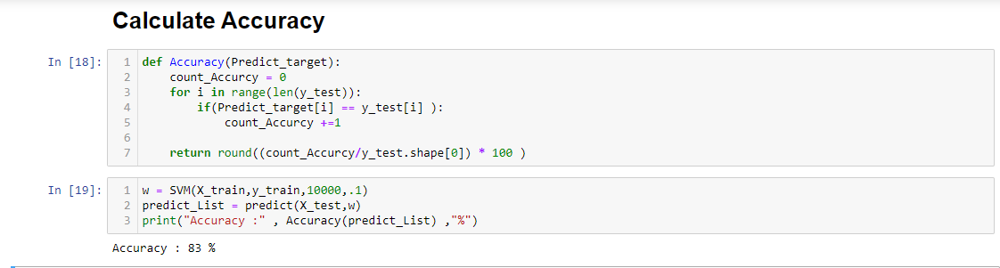 Calculate Accuracy
In [18]:
1 def Accuracy(Predict_target):
2     count_Accurcy = 0
3     for i in range(len(y_test)):
4         if(Predict_target[i] == y_test[i] ):
5             count_Accurcy +=1
6
7     return round((count_Accurcy/y_test.shape[0]) * 100 )
In [19]:
1 w = SVM(X_train,y_train,10000,.1)
2 predict_List = predict(X_test,w)
3 print("Accuracy :" , Accuracy(predict_List) ,"%")
Accuracy : 83 %